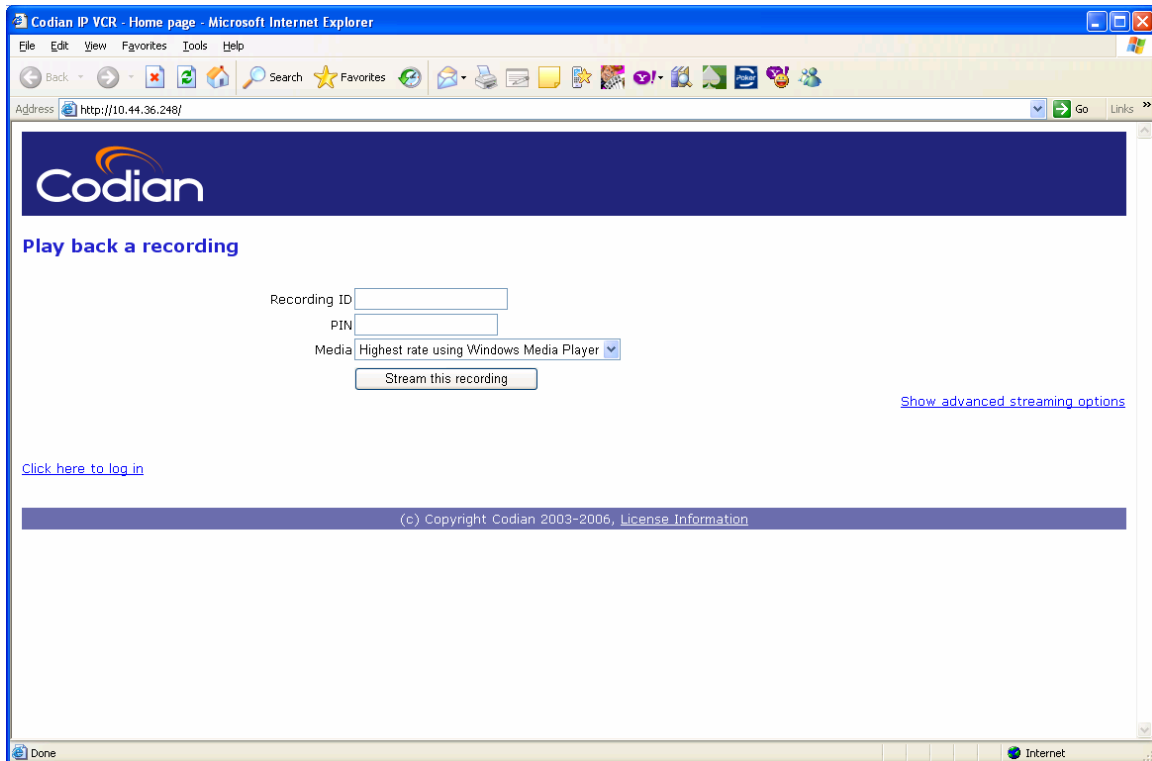 Codian IP VCR - Home page - Microsoft Internet Explorer
File Edit View Favorites Tools Help
Back Search Favorites Poker
Address http://10.44.36.248/ Go Links »
Codian
Play back a recording
Recording ID
PIN
Media Highest rate using Windows Media Player
Stream this recording
Show advanced streaming options
Click here to log in
(c) Copyright Codian 2003-2006, License Information
Done Internet